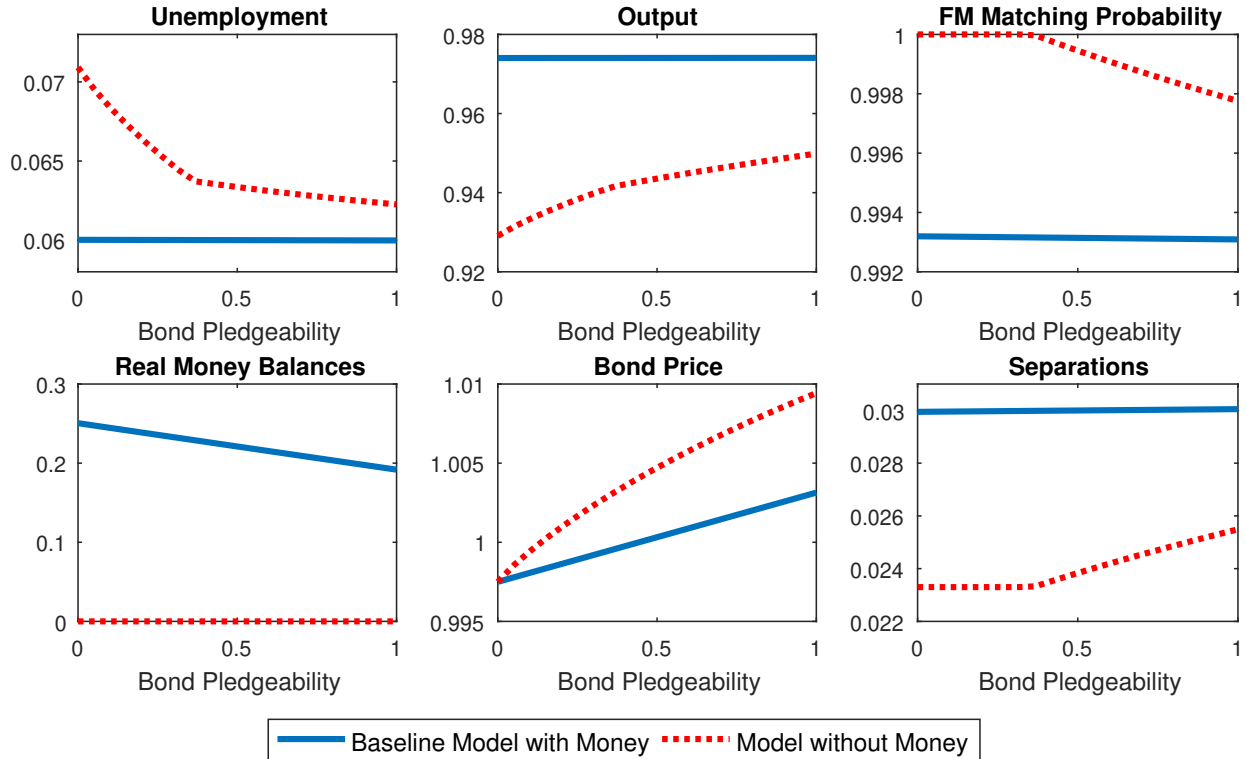 Unemployment
0.07
0.065
0.06
0 0.5 1
Bond Pledgeability
Output
0.98
0.96
0.94
0.92
0 0.5 1
Bond Pledgeability
FM Matching Probability
1
0.998
0.996
0.994
0.992
0 0.5 1
Bond Pledgeability
Real Money Balances
0.3
0.2
0.1
0
0 0.5 1
Bond Pledgeability
Bond Price
1.01
1.005
1
0.995
0 0.5 1
Bond Pledgeability
Separations
0.03
0.028
0.026
0.024
0.022
0 0.5 1
Bond Pledgeability
Baseline Model with Money Model without Money